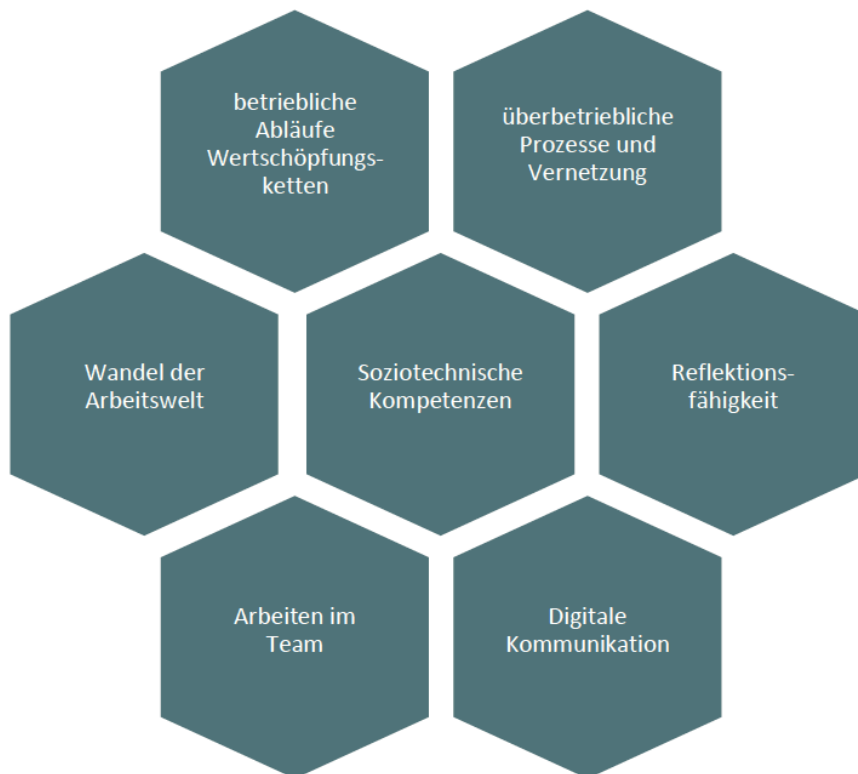 betriebliche
Abläufe
Wertschöpfungs-
ketten
überbetriebliche
Prozesse und
Vernetzung
Wandel der
Arbeitswelt
Soziotechnische
Kompetenzen
Reflektions-
fähigkeit
Arbeiten im
Team
Digitale
Kommunikation